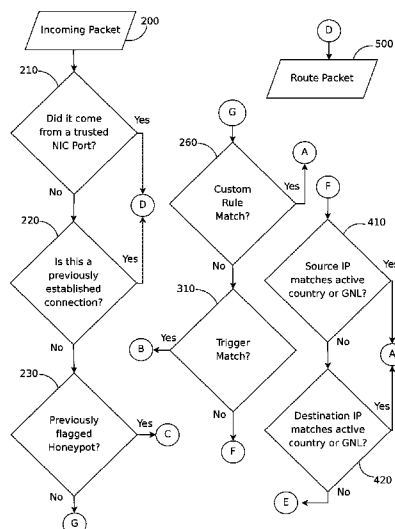 Incoming Packet
200
210
Did it come
from a trusted
NIC Port?
Yes
No
D
220
Is this a
previously
established
connection?
Yes
No
230
Previously
flagged
Honeypot?
Yes
C
No
G
G
260
Custom
Rule
Match?
Yes
A
No
310
Trigger
Match?
Yes
B
No
F
D
500
Route Packet
F
410
Source IP
matches active
country or GNL?
Yes
A
No
Destination IP
matches active
country or GNL?
Yes
420
No
E